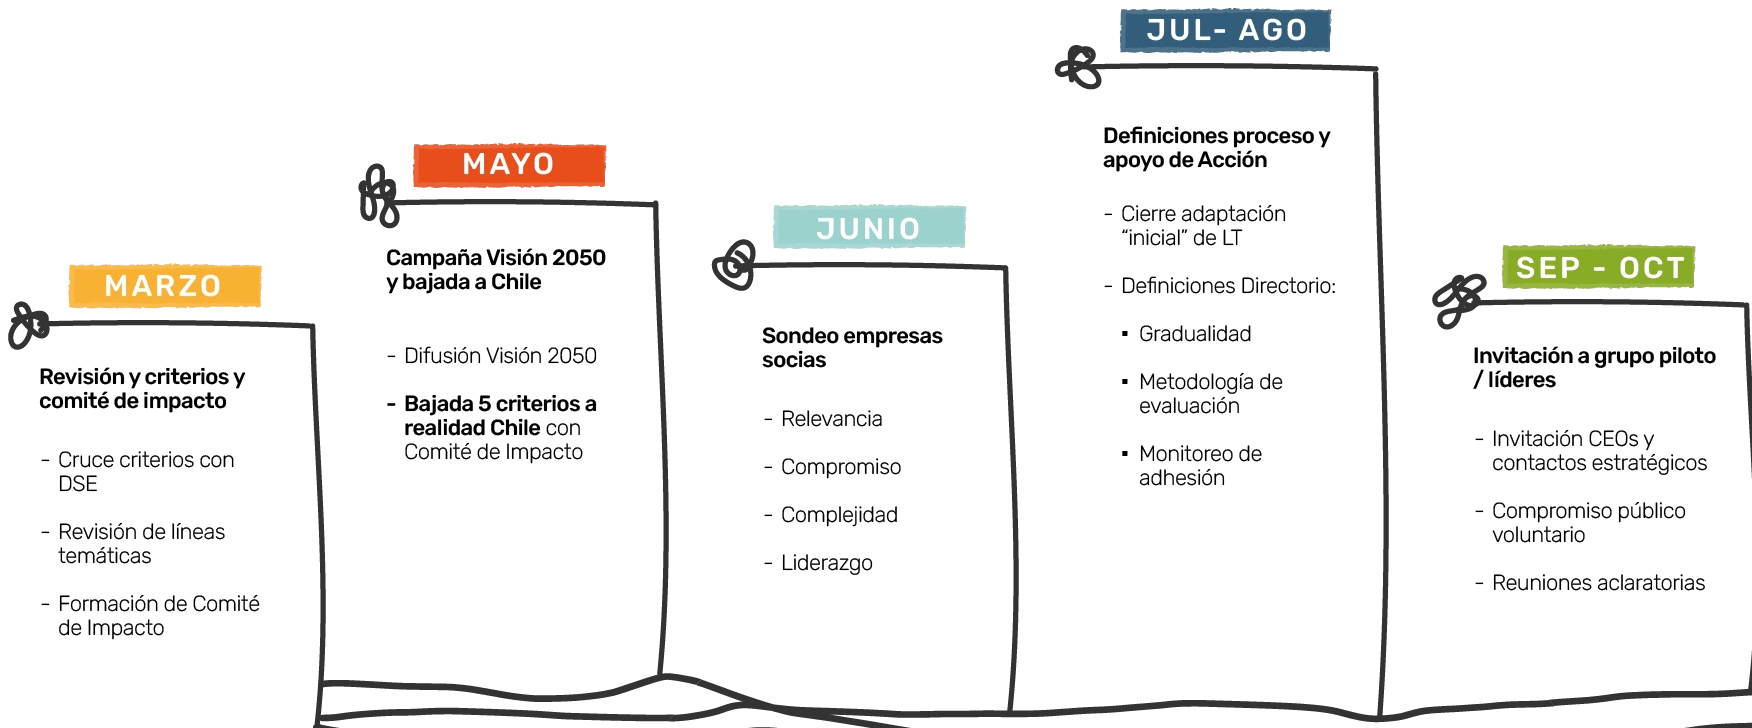 MARZO
Revisión y criterios y
comité de impacto
- Cruce criterios con
DSE
- Revisión de líneas
temáticas
- Formación de Comité
de Impacto
MAYO
Campaña Visión 2050
y bajada a Chile
- Difusión Visión 2050
- Bajada 5 criterios a
realidad Chile con
Comité de Impacto
JUNIO
Sondeo empresas
socias
- Relevancia
- Compromiso
- Complejidad
- Liderazgo
JUL- AGO
Definiciones proceso y
apoyo de Acción
- Cierre adaptación
“inicial” de LT
- Definiciones Directorio:
▪ Gradualidad
▪ Metodología de
evaluación
▪ Monitoreo de
adhesión
SEP - OCT
Invitación a grupo piloto
/ líderes
- Invitación CEOs y
contactos estratégicos
- Compromiso público
voluntario
- Reuniones aclaratorias